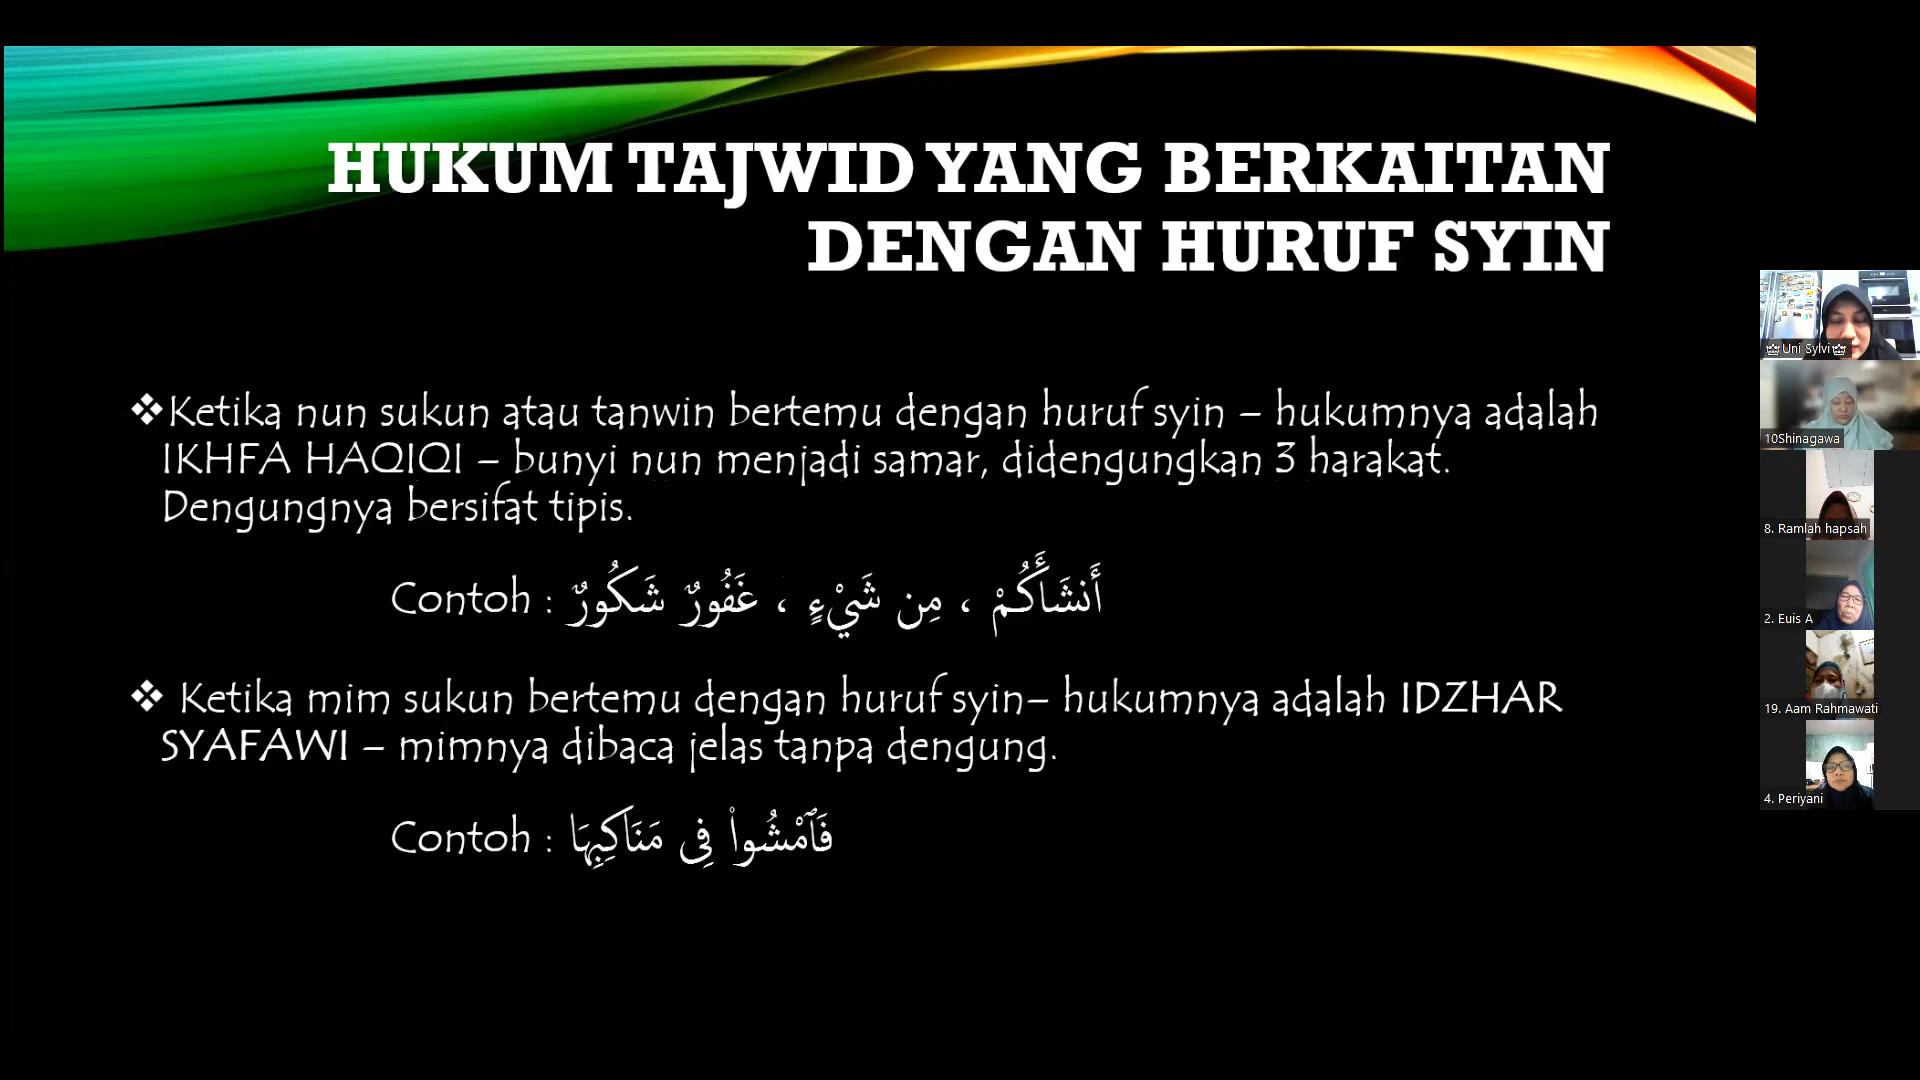 HUKUM TAJWID YANG BERKAITAN
DENGAN HURUF SYIN
❖Ketika nun sukun atau tanwin bertemu dengan huruf syin – hukumnya adalah
IKHFA HAQIQI – bunyi nun menjadi samar, didengungkan 3 harakat.
Dengungnya bersifat tipis.
Contoh : أَنشَأَكُمْ ، مِن شَيْءٍ ، غَفُورٌ شَكُورٌ
❖ Ketika mim sukun bertemu dengan huruf syin– hukumnya adalah IDZHAR
SYAFAWI – mimnya dibaca jelas tanpa dengung.
Contoh : فَٱمْشُوا۟ فِى مَنَاكِبِهَا
Uni Sylvi
10Shinagawa
8. Ramlah hapsah
2. Euis A
19. Aam Rahmawati
4. Periyani